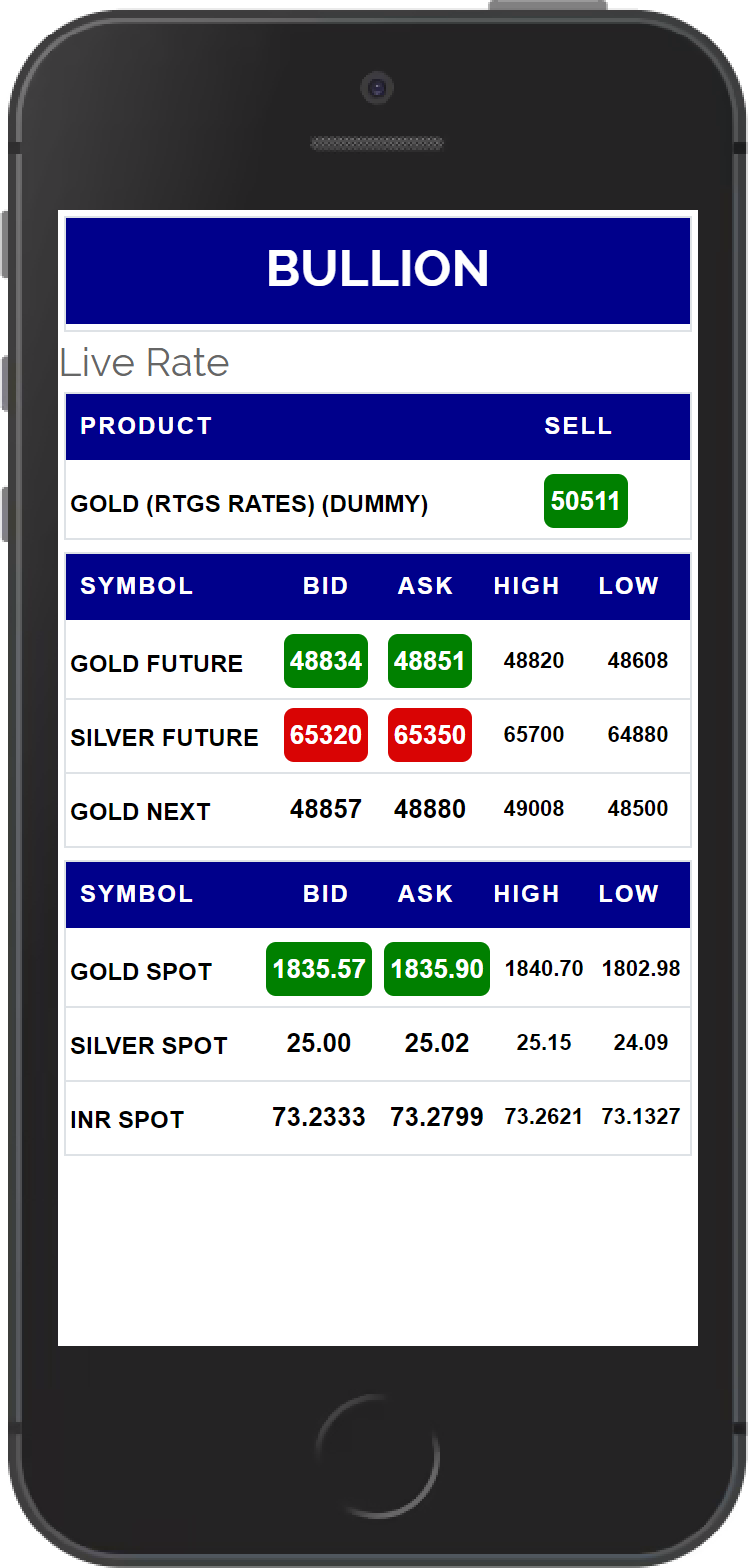 BULLION
Live Rate
PRODUCT SELL
GOLD (RTGS RATES) (DUMMY) 50511
SYMBOL BID ASK HIGH LOW
GOLD FUTURE 48834 48851 48820 48608
SILVER FUTURE 65320 65350 65700 64880
GOLD NEXT 48857 48880 49008 48500
SYMBOL BID ASK HIGH LOW
GOLD SPOT 1835.57 1835.90 1840.70 1802.98
SILVER SPOT 25.00 25.02 25.15 24.09
INR SPOT 73.2333 73.2799 73.2621 73.1327